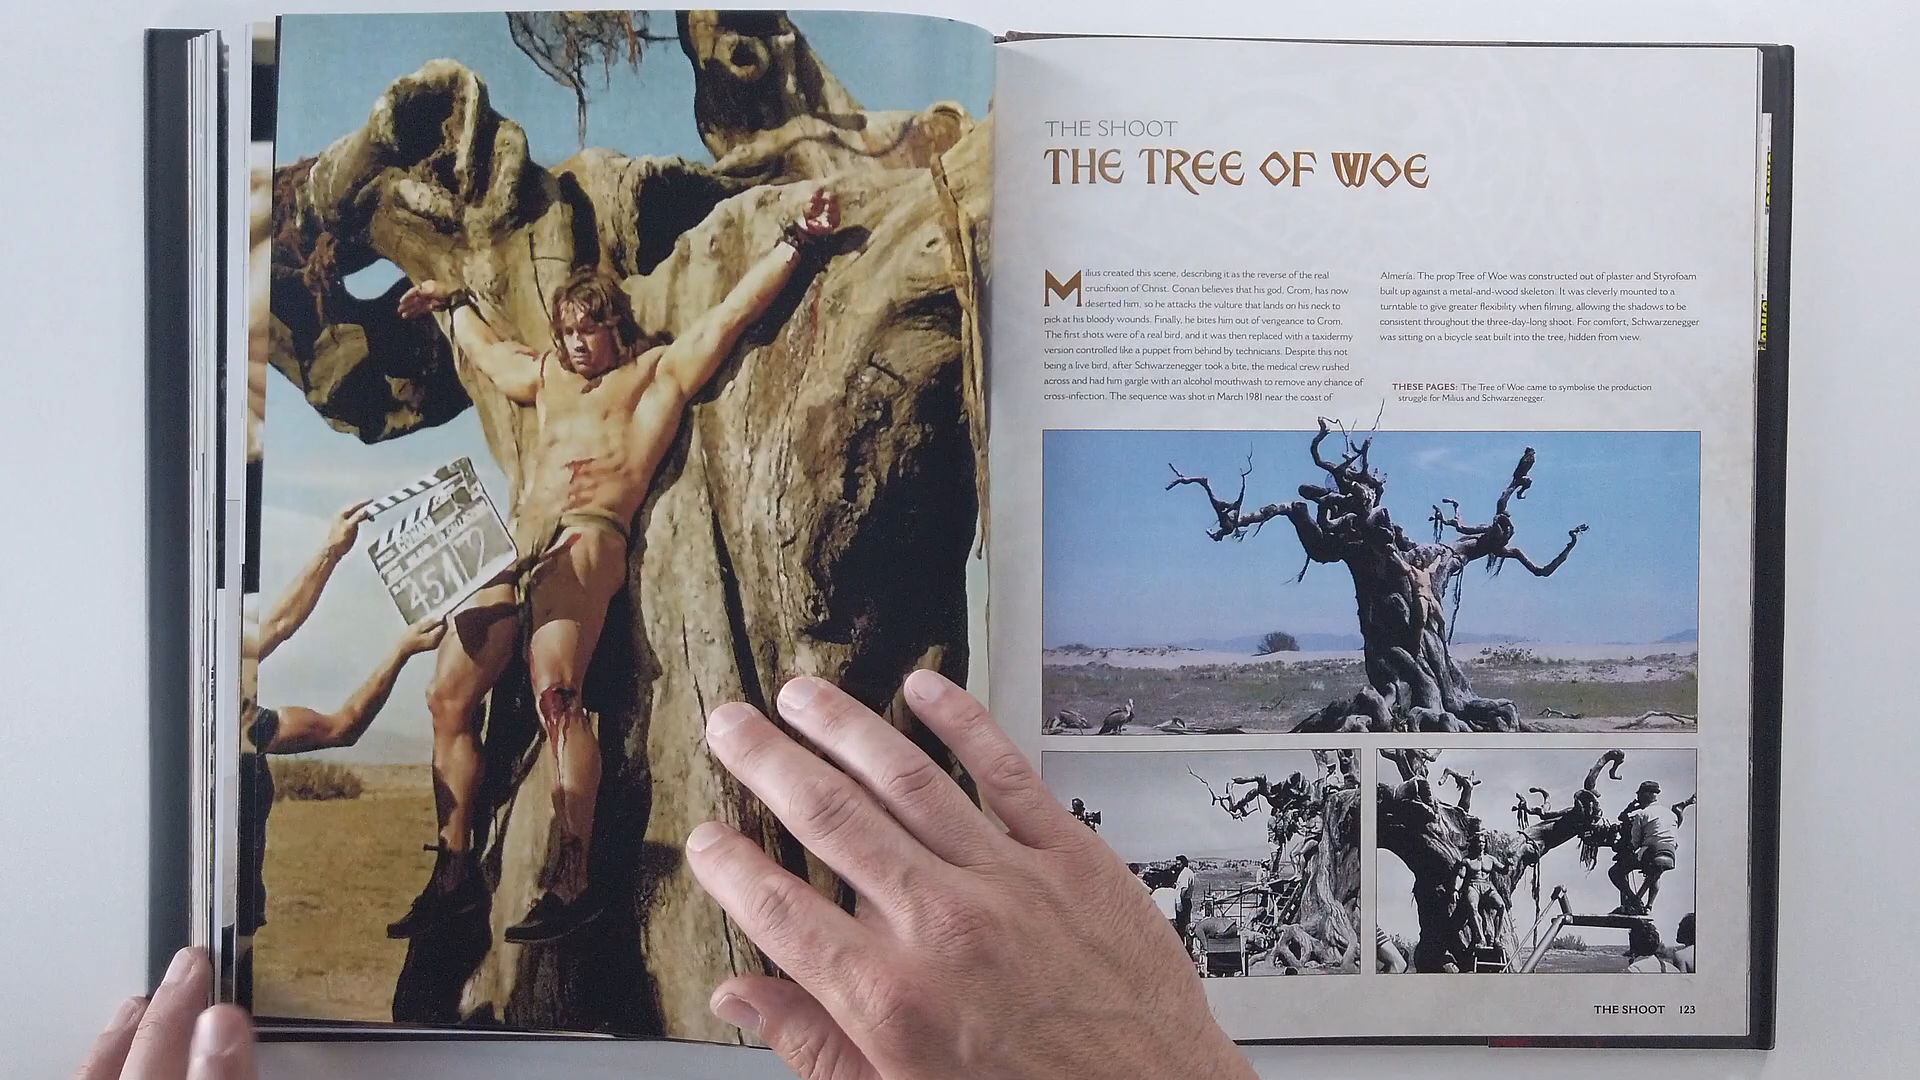 CONAN
45 172
THE SHOOT
THE TREE OF WOE
Milius created this scene, describing it as the reverse of the real
crucifixion of Christ. Conan believes that his god, Crom, has now
deserted him, so he attacks the vulture that lands on his neck to
pick at his bloody wounds. Finally, he bites him out of vengeance to Crom.
The first shots were of a real bird, and it was then replaced with a taxidermy
version controlled like a puppet from behind by technicians. Despite this not
being a live bird, after Schwarzenegger took a bite, the medical crew rushed
across and had him gargle with an alcohol mouthwash to remove any chance of
cross-infection. The sequence was shot in March 1981 near the coast of
Almería. The prop Tree of Woe was constructed out of plaster and Styrofoam
built up against a metal-and-wood skeleton. It was cleverly mounted to a
turntable to give greater flexibility when filming, allowing the shadows to be
consistent throughout the three-day-long shoot. For comfort, Schwarzenegger
was sitting on a bicycle seat built into the tree, hidden from view.
THESE PAGES: The Tree of Woe came to symbolise the production
struggle for Milius and Schwarzenegger.
THE SHOOT 123